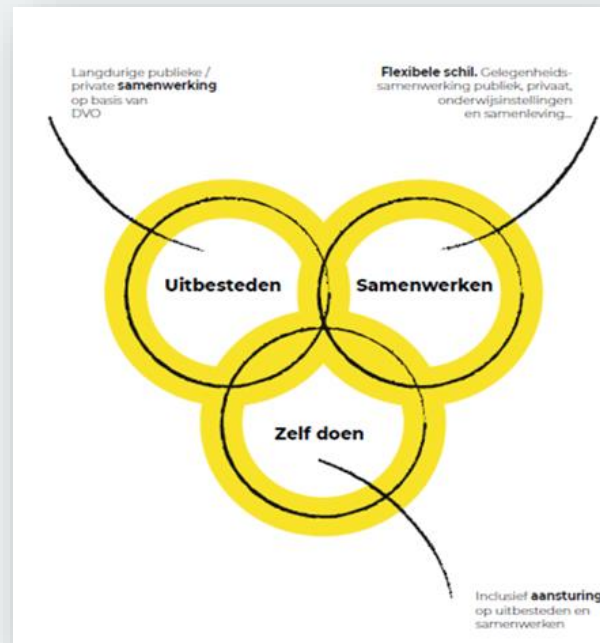 Langdurige publieke /
private samenwerking
op basis van
DVO
Flexibele schil. Gelegenheids-
samenwerking publiek, privaat,
onderwijsinstellingen
en samenleving...
Uitbesteden
Samenwerken
Zelf doen
Inclusief aansturing
op uitbesteden en
samenwerken